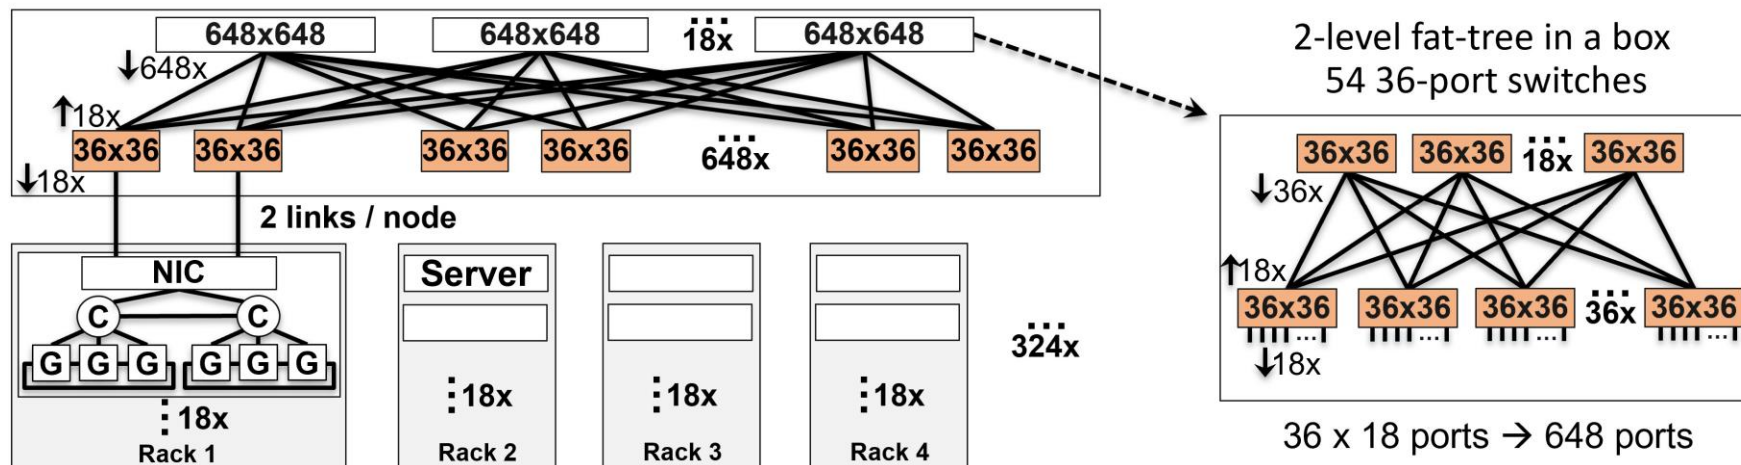 648x648
648x648
... 18x
648x648
↓648x
↑18x
36x36
36x36
36x36
36x36
... 648x
36x36
36x36
↓18x
2 links / node
NIC
C
C
G
G
G
G
G
G
⋮ 18x
Rack 1
Server
⋮ 18x
Rack 2
⋮ 18x
Rack 3
⋮ 18x
Rack 4
... 324x
2-level fat-tree in a box
54 36-port switches
36x36
36x36
... 18x
36x36
↓36x
↑18x
36x36
36x36
36x36
... 36x
36x36
...
...
...
...
↓18x
36 x 18 ports → 648 ports